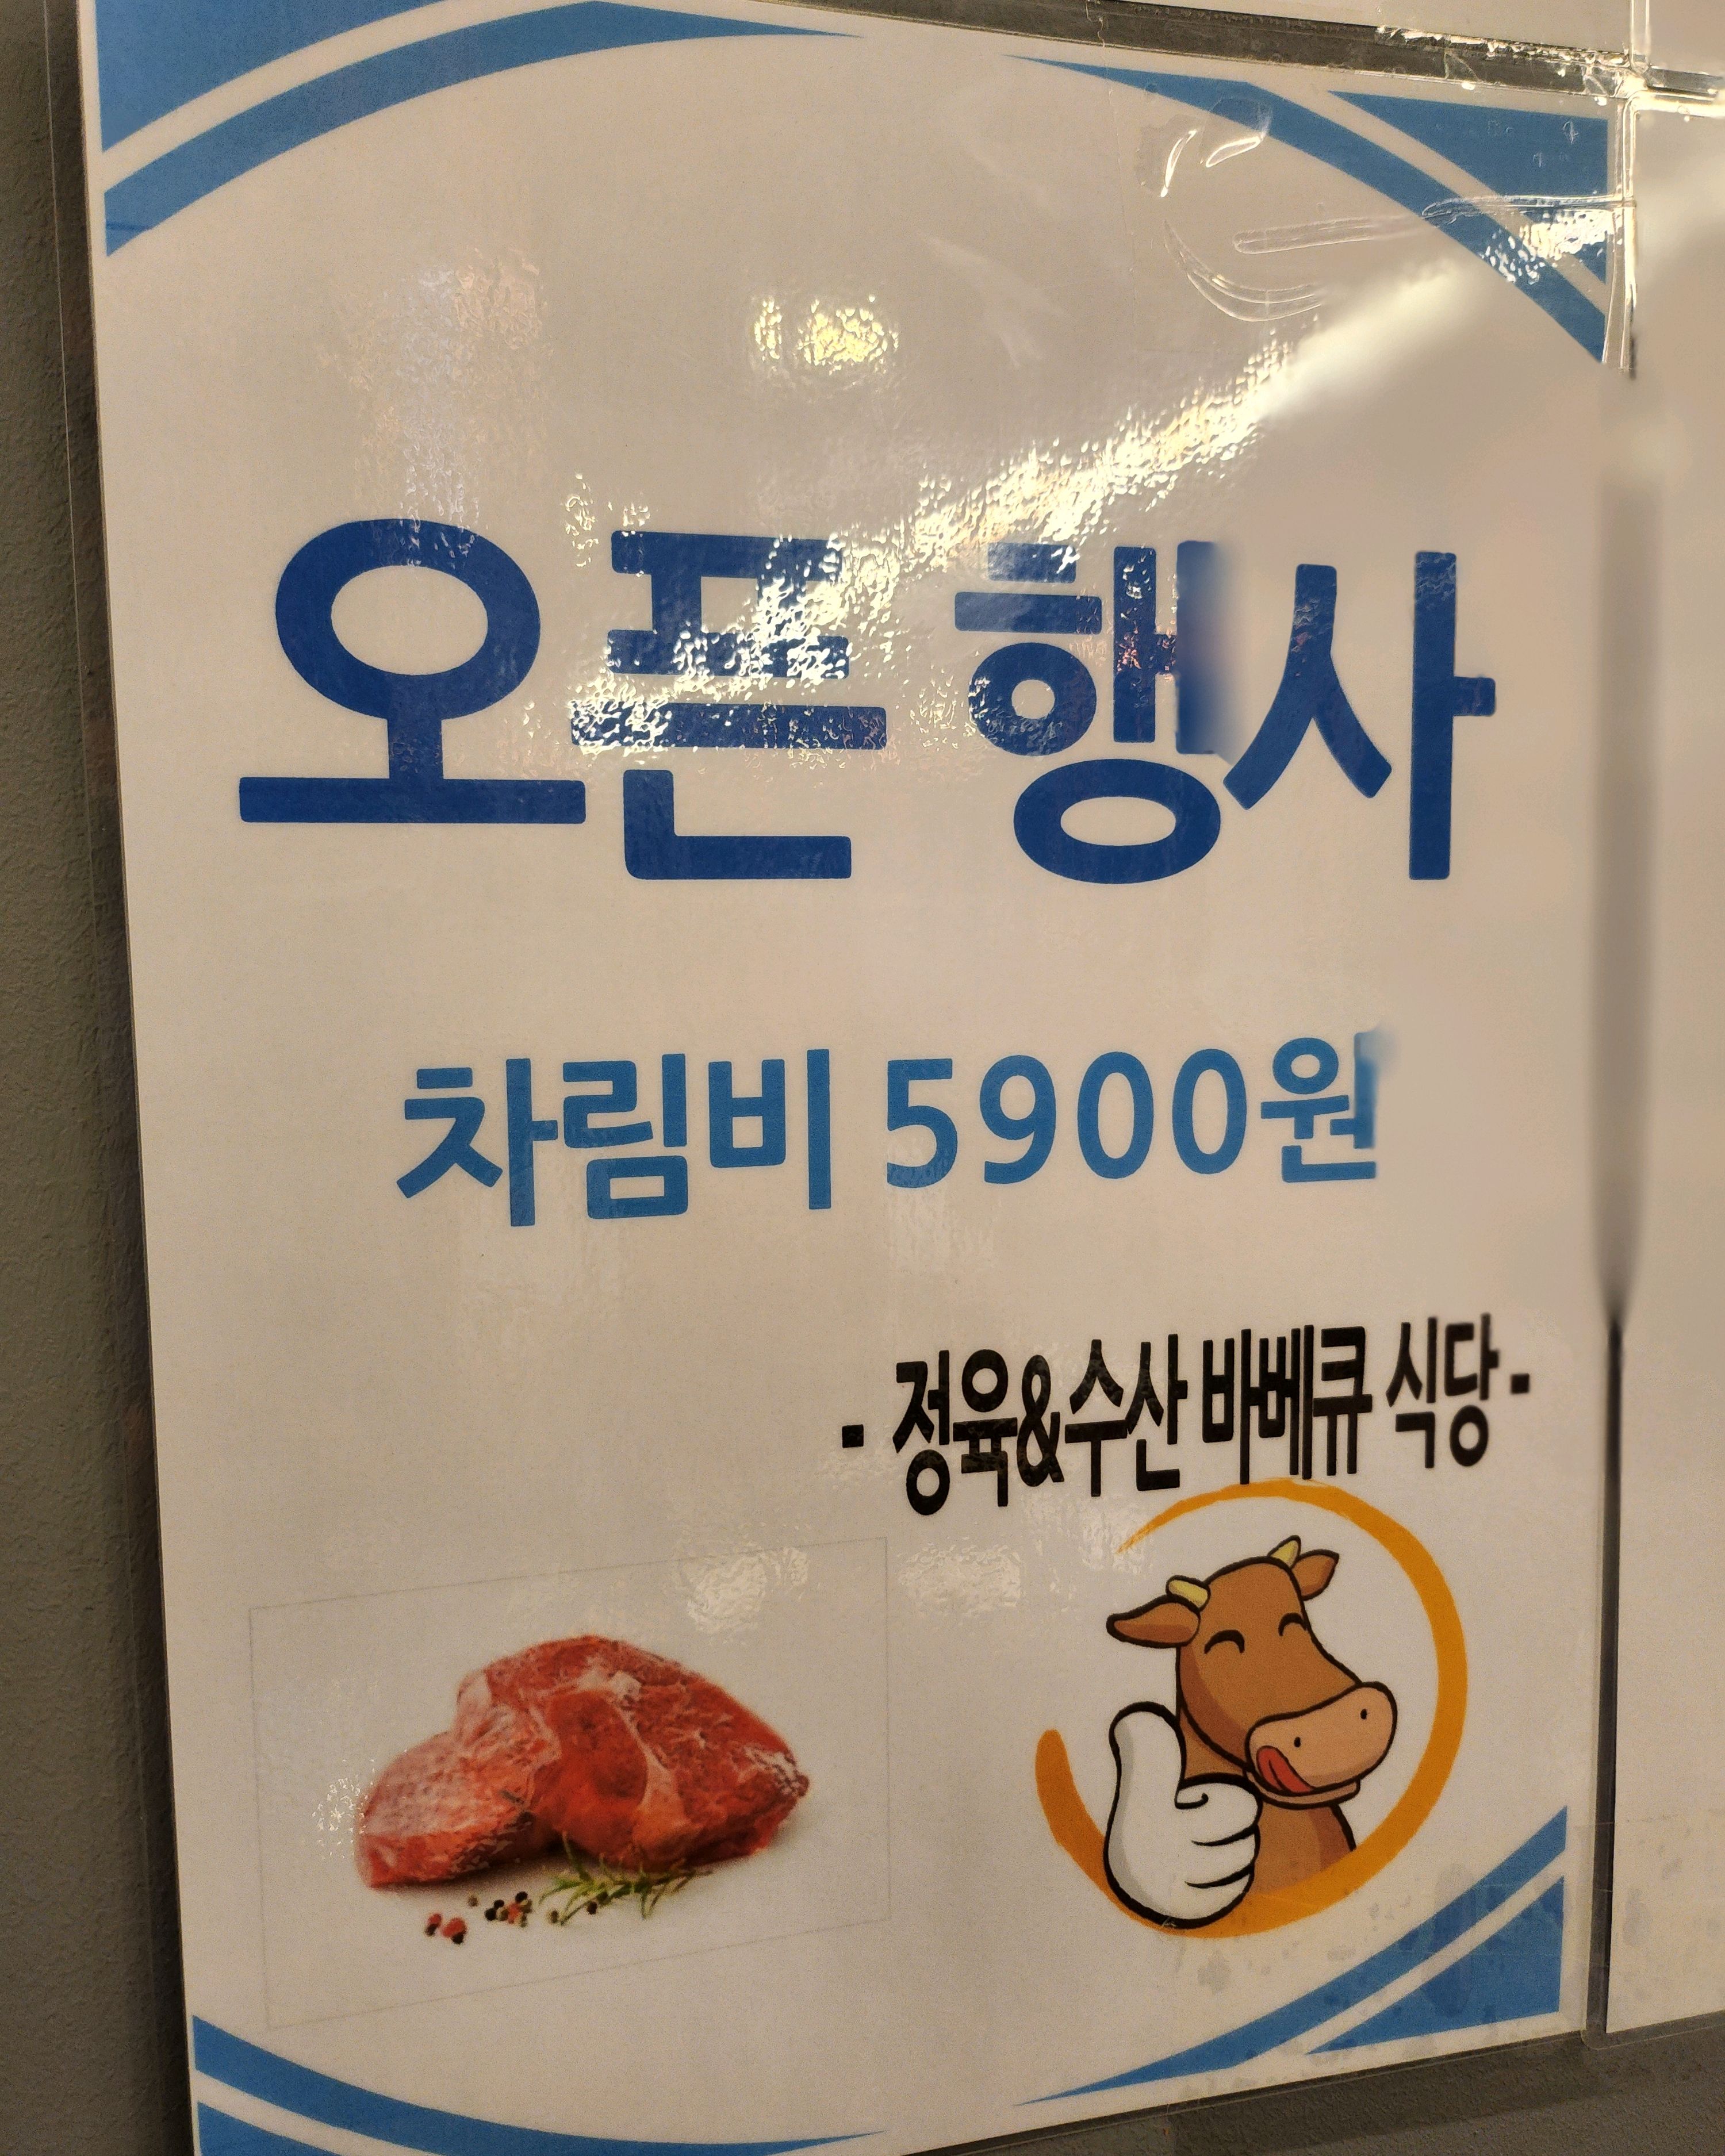 오픈 행사
차림비 5900원
- 정육&수산 바베큐 식당 -